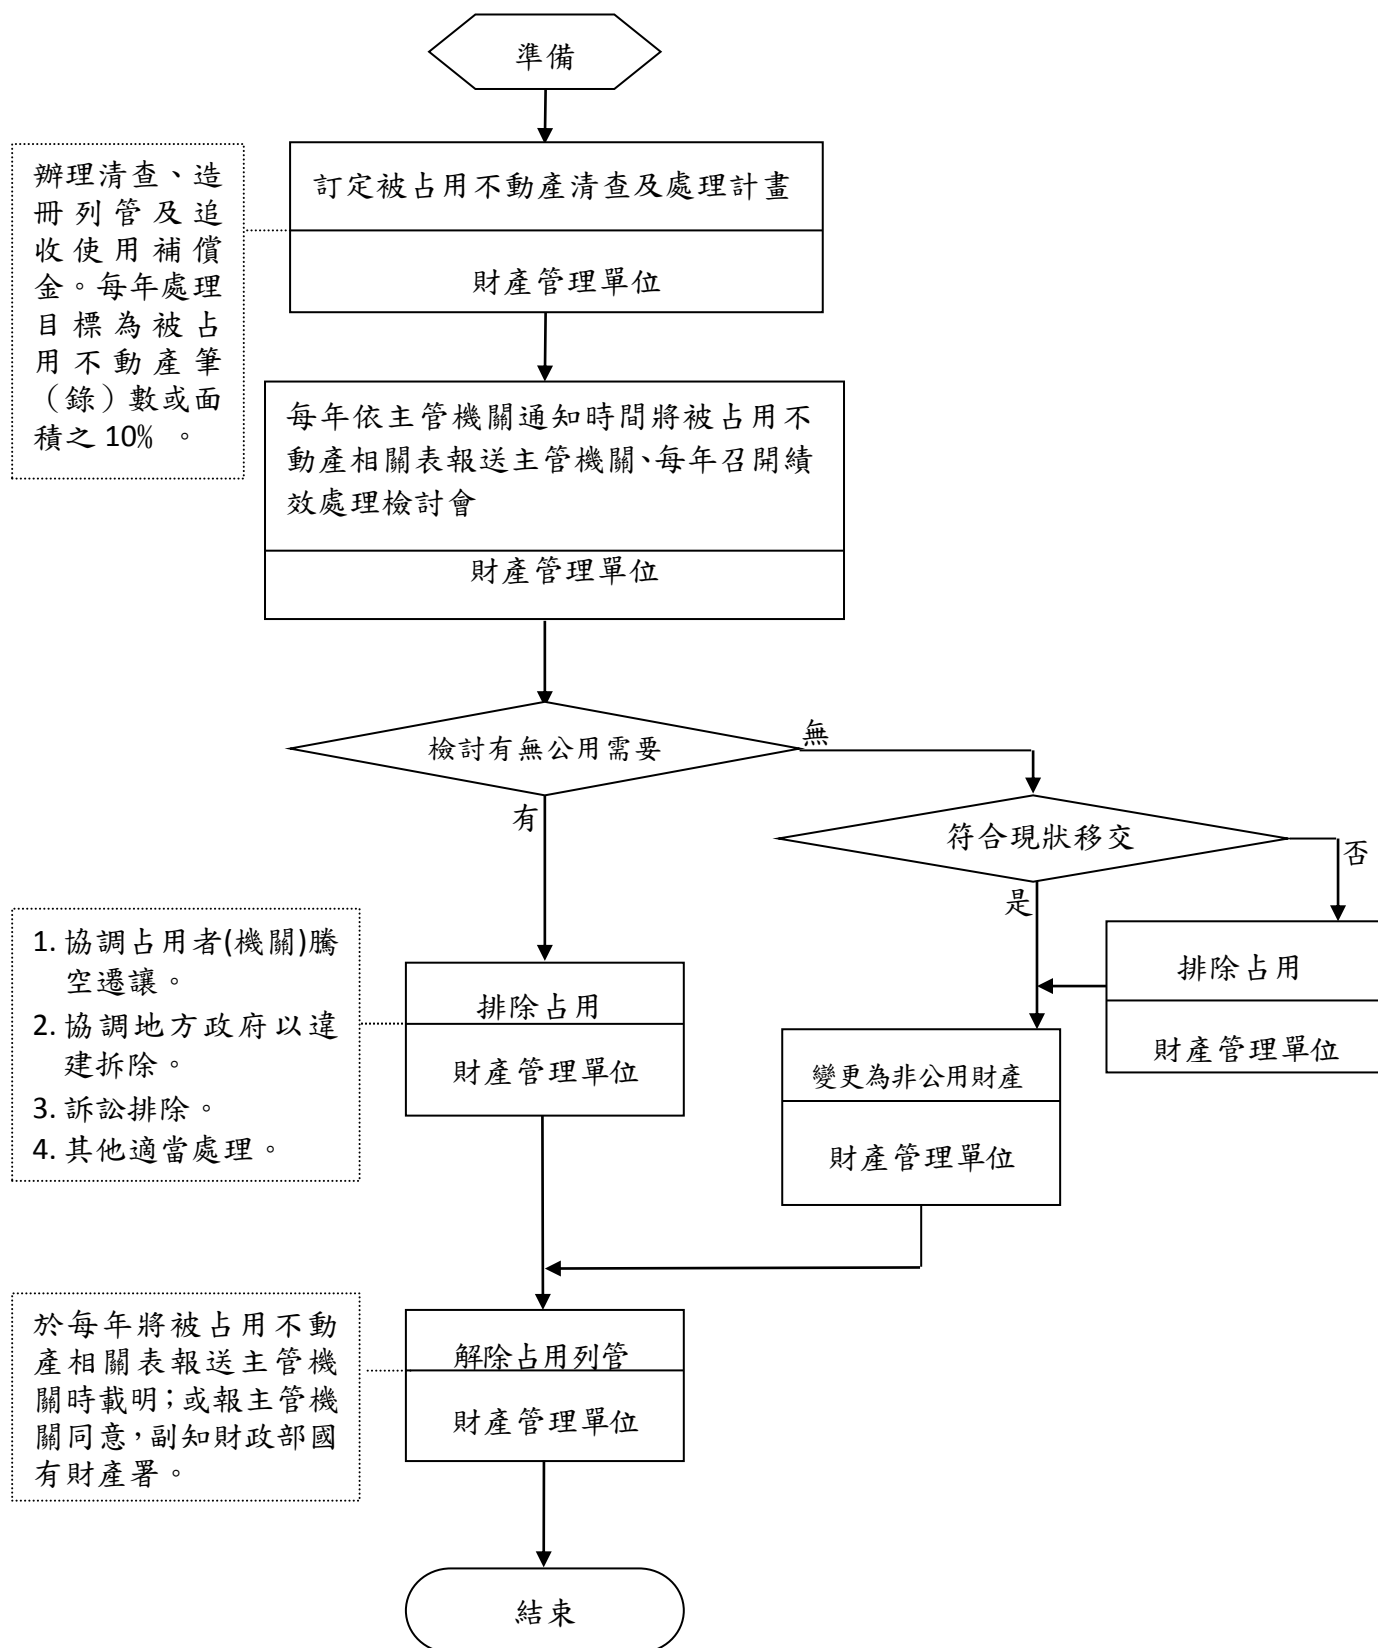 準備
訂定被占用不動產清查及處理計畫
財產管理單位
辦理清查、造
冊列管及追
收使用補償
金。每年處理
目標為被占
用不動產筆
（錄）數或面
積之 10% 。
每年依主管機關通知時間將被占用不
動產相關表報送主管機關、每年召開績
效處理檢討會
財產管理單位
檢討有無公用需要
無
有
符合現狀移交
否
是
排除占用
財產管理單位
1. 協調占用者(機關)騰
空遷讓。
2. 協調地方政府以違
建拆除。
3. 訴訟排除。
4. 其他適當處理。
排除占用
財產管理單位
變更為非公用財產
財產管理單位
於每年將被占用不動
產相關表報送主管機
關時載明；或報主管機
關同意，副知財政部國
有財產署。
解除占用列管
財產管理單位
結束